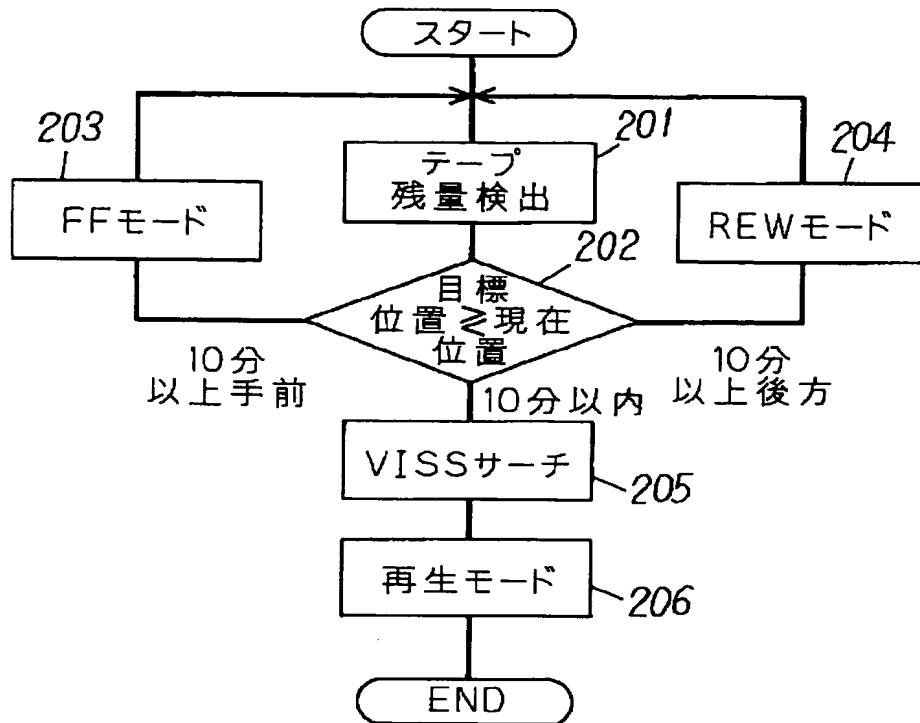 スタート
201
テープ
残量検出
203
FFモード
204
REWモード
202
目標
位置≷現在
位置
10分
以上手前
10分以内
10分
以上後方
VISSサーチ
205
再生モード
206
END